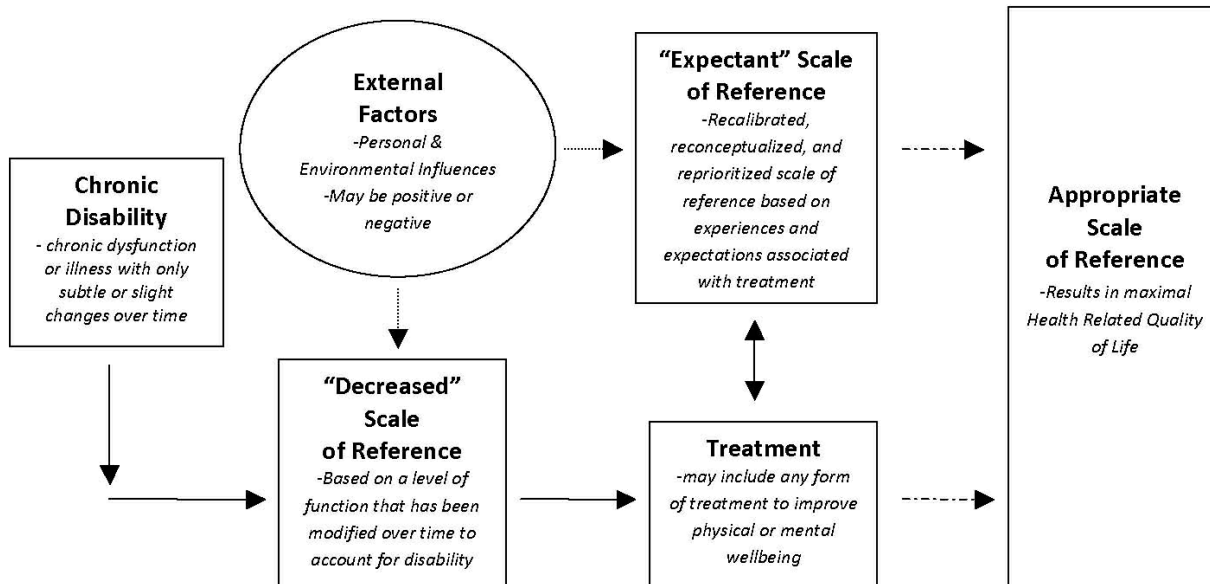 Chronic
Disability
- chronic dysfunction
or illness with only
subtle or slight
changes over time
External
Factors
-Personal &
Environmental Influences
-May be positive or
negative
“Decreased”
Scale
of Reference
-Based on a level of
function that has been
modified over time to
account for disability
“Expectant” Scale
of Reference
-Recalibrated,
reconceptualized, and
reprioritized scale of
reference based on
experiences and
expectations associated
with treatment
Treatment
-may include any form
of treatment to improve
physical or mental
wellbeing
Appropriate
Scale
of Reference
-Results in maximal
Health Related Quality
of Life